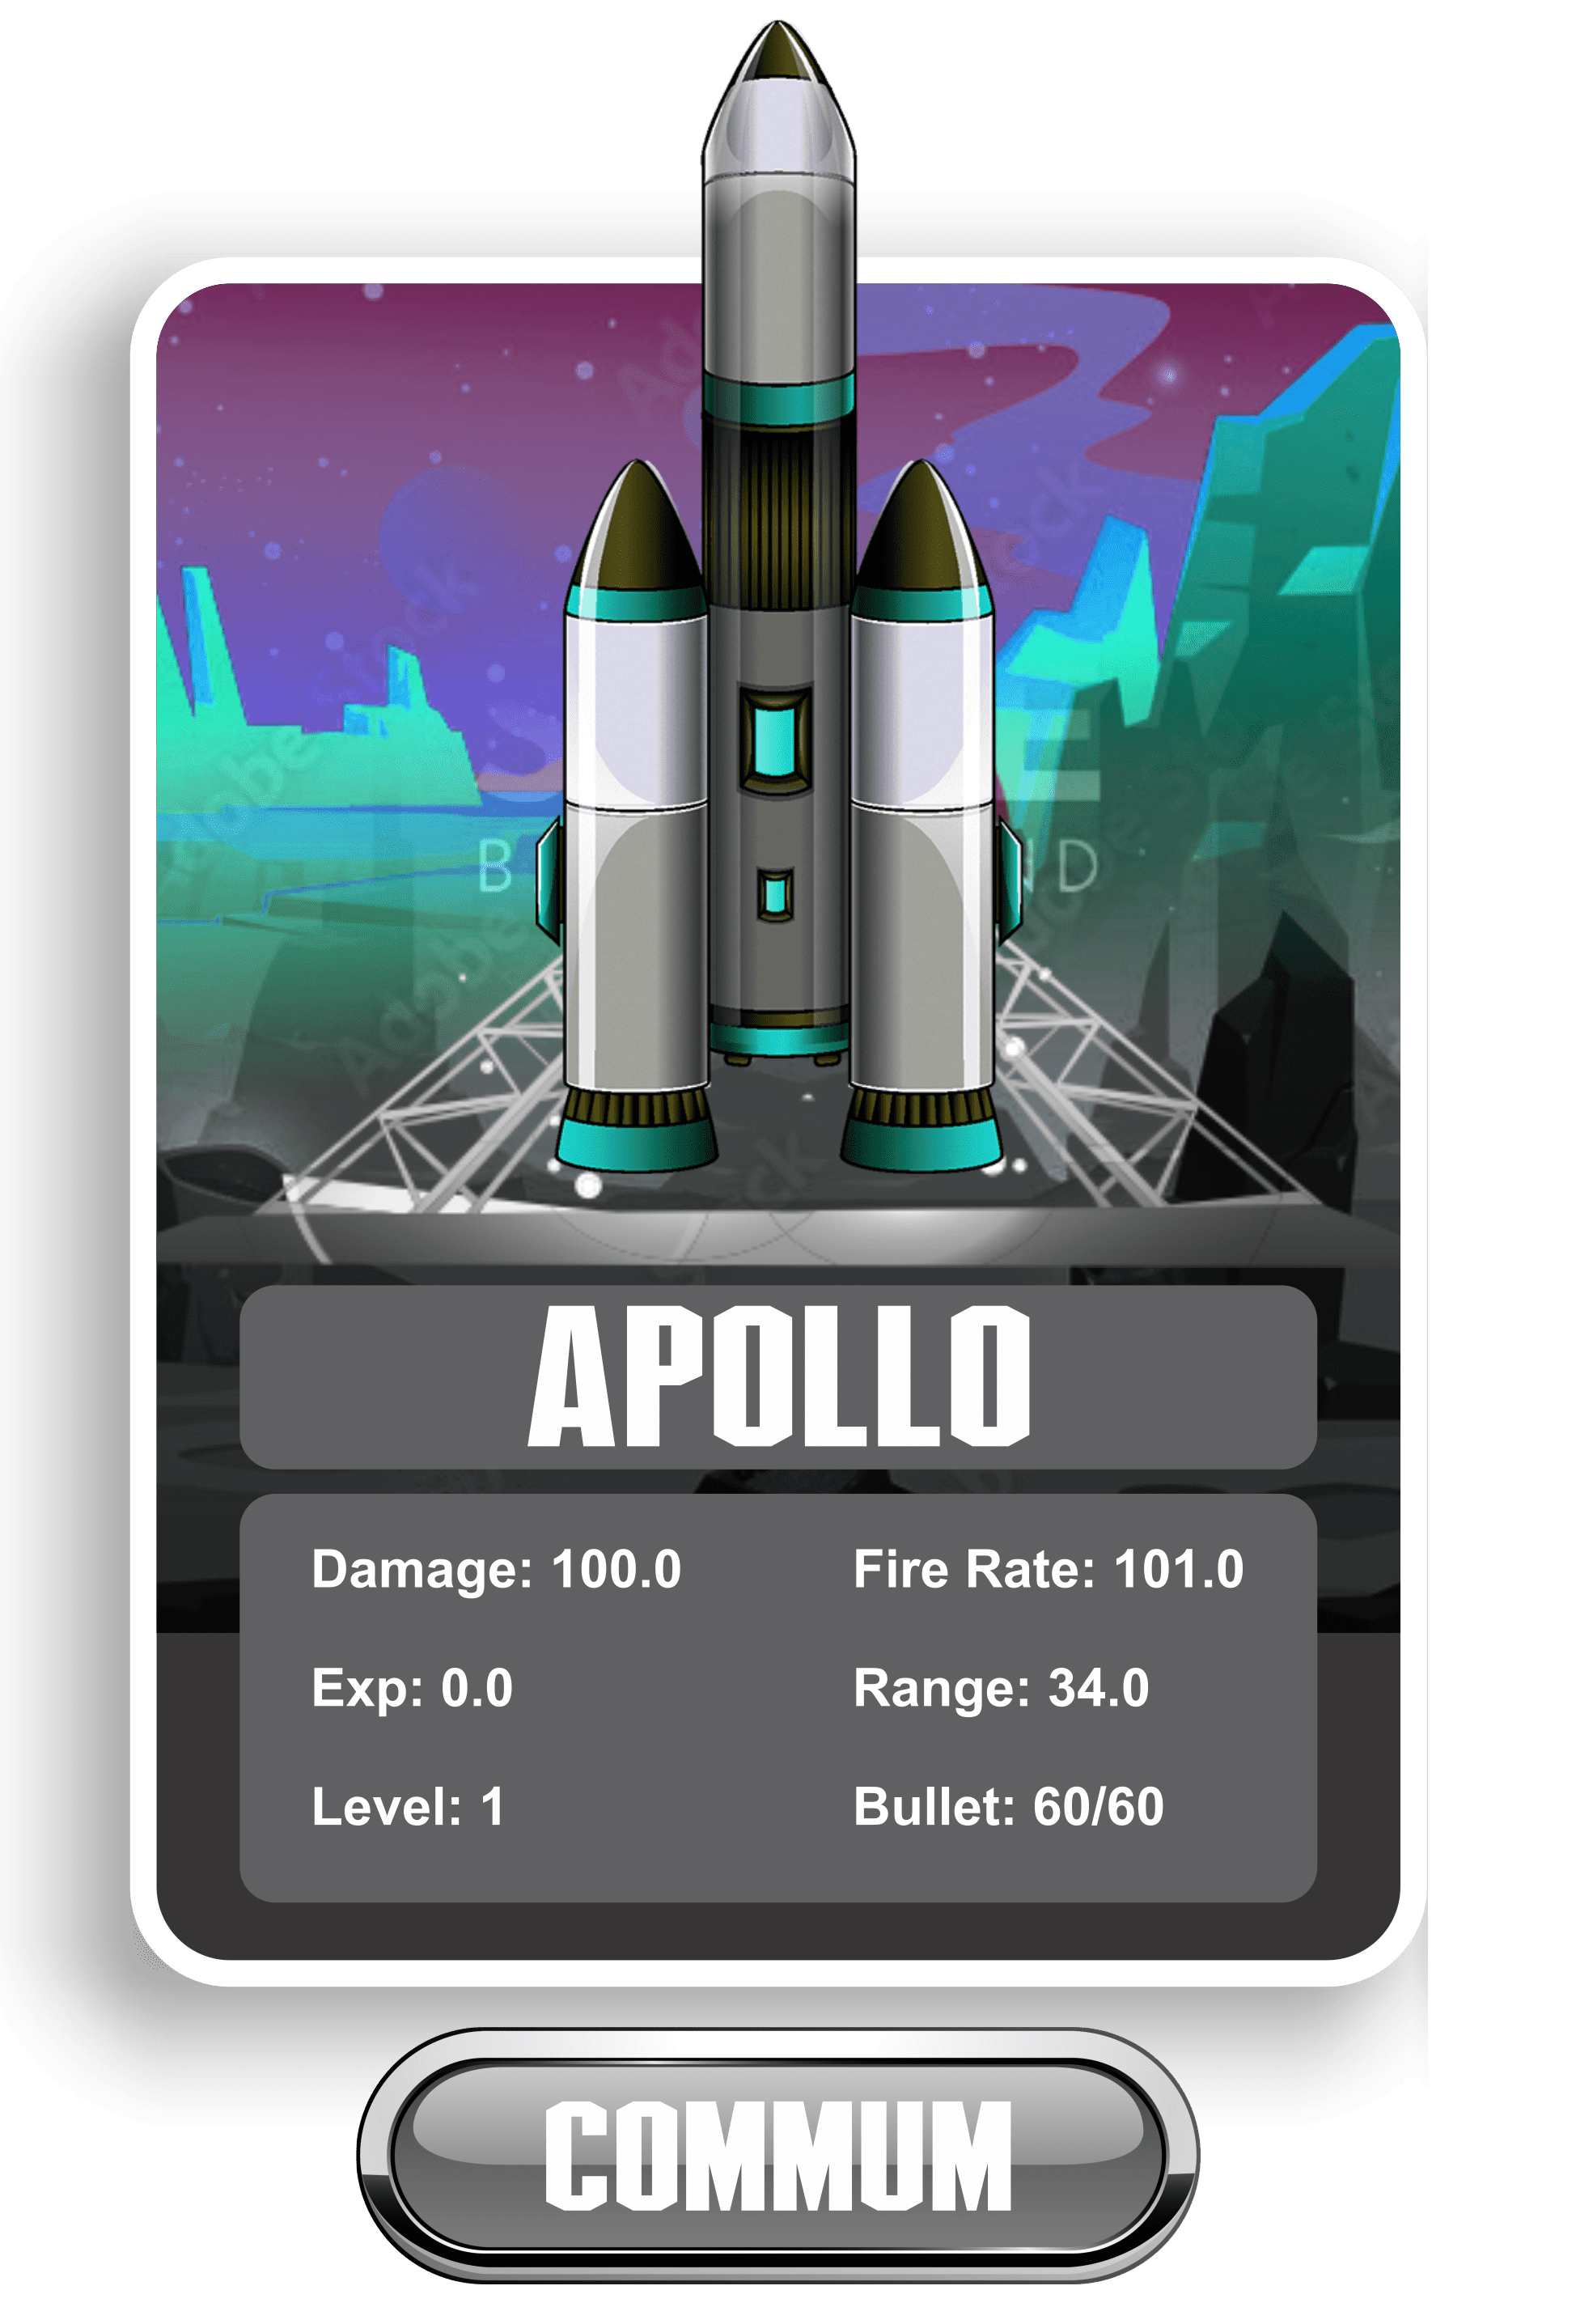 APOLLO
Damage: 100.0
Fire Rate: 101.0
Exp: 0.0
Range: 34.0
Level: 1
Bullet: 60/60
COMMUM